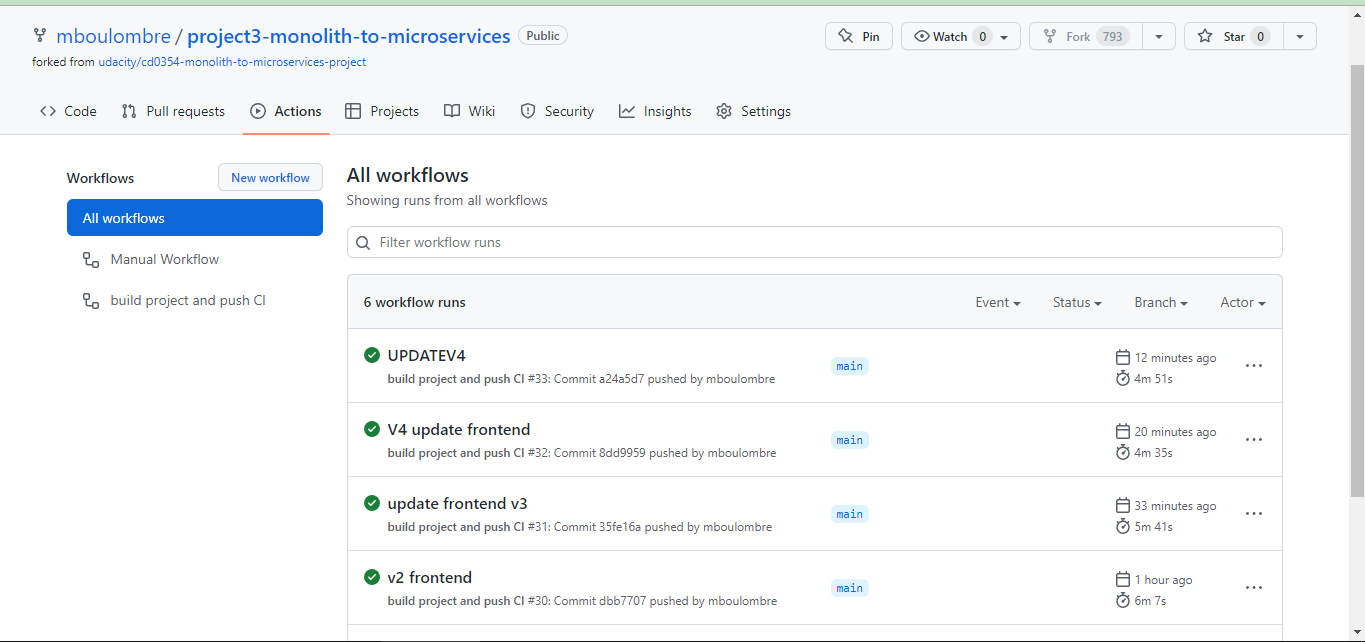 mboulombre / project3-monolith-to-microservices Public Pin Watch 0 Fork 793 Star 0
forked from udacity/cd0354-monolith-to-microservices-project
Code Pull requests Actions Projects Wiki Security Insights Settings
Workflows New workflow
All workflows
Manual Workflow
build project and push CI
All workflows
Showing runs from all workflows
Filter workflow runs
6 workflow runs Event Status Branch Actor
UPDATEV4
build project and push CI #33: Commit a24a5d7 pushed by mboulombre
main
12 minutes ago
4m 51s
V4 update frontend
build project and push CI #32: Commit 8dd9959 pushed by mboulombre
main
20 minutes ago
4m 35s
update frontend v3
build project and push CI #31: Commit 35fe16a pushed by mboulombre
main
33 minutes ago
5m 41s
v2 frontend
build project and push CI #30: Commit dbb7707 pushed by mboulombre
main
1 hour ago
6m 7s